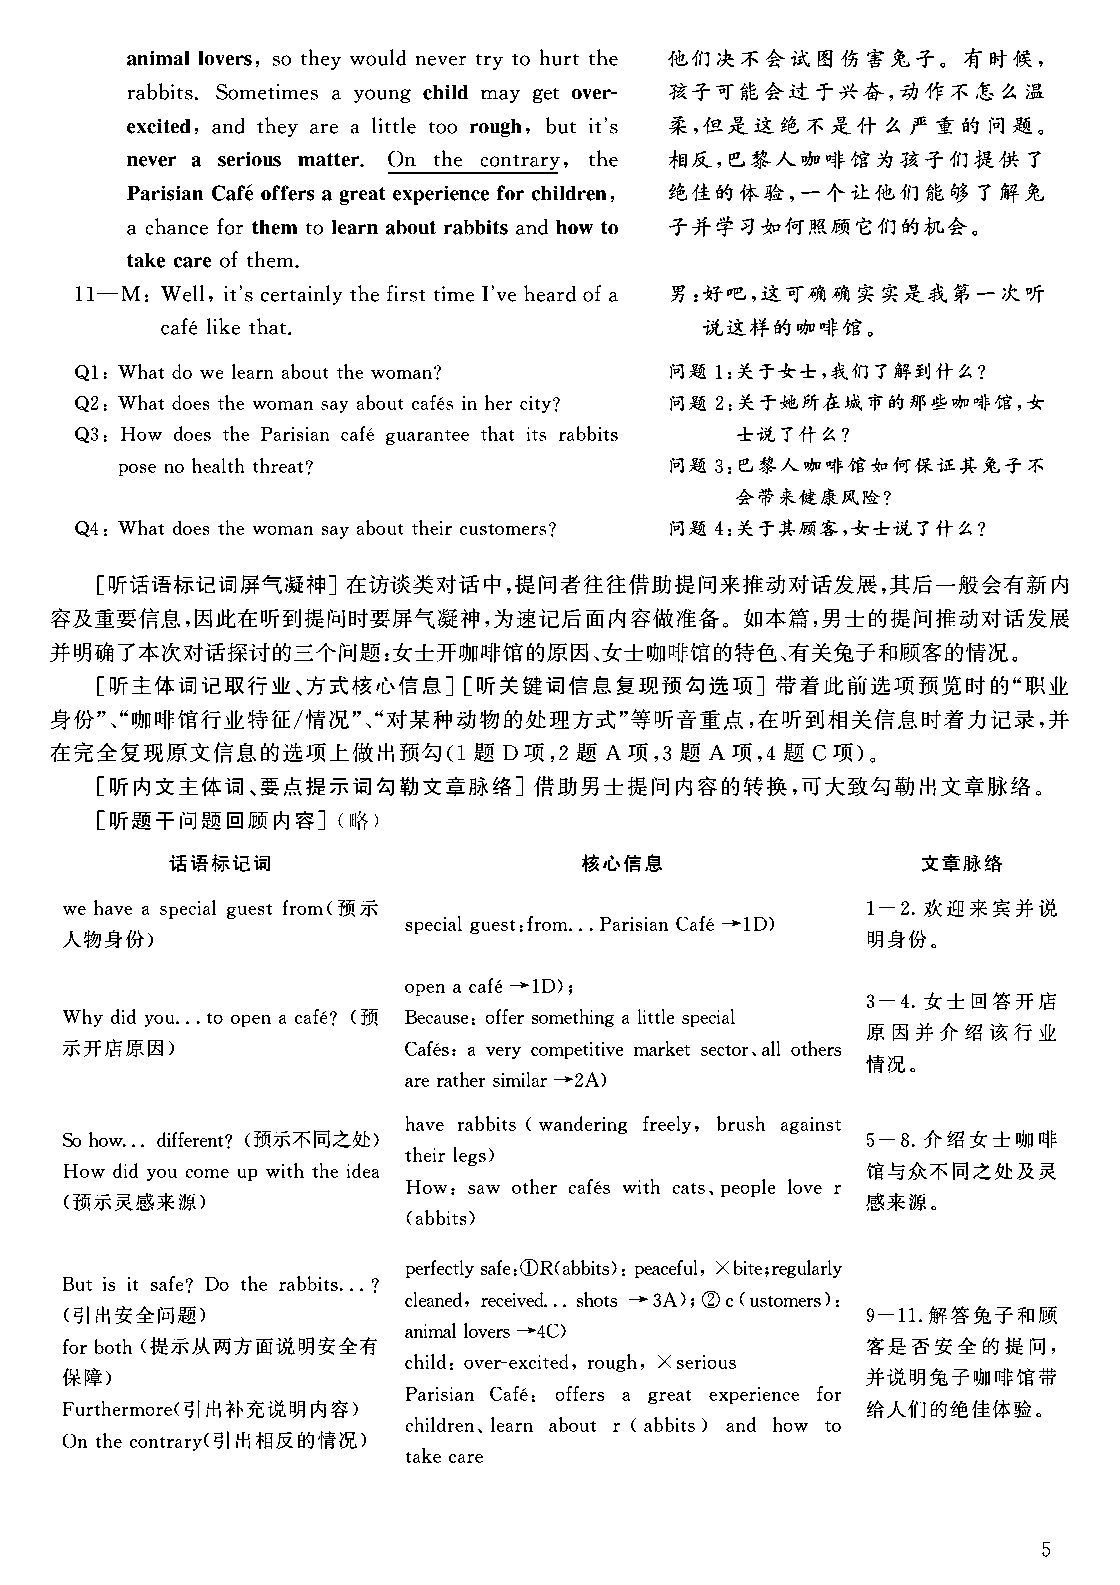 animal lovers, so they would never try to hurt the
rabbits. Sometimes a young child may get over-
excited, and they are a little too rough, but it's
never a serious matter. On the contrary, the
Parisian Café offers a great experience for children,
a chance for them to learn about rabbits and how to
take care of them.
他们决不会试图伤害兔子。有时候,
孩子可能会过于兴奋,动作不怎么温
柔,但是这绝不是什么严重的问题。
相反,巴黎人咖啡馆为孩子们提供了
绝佳的体验,一个让他们能够了解兔
子并学习如何照顾它们的机会。
11—M: Well, it's certainly the first time I've heard of a
café like that.
男:好吧,这可确确实实是我第一次听
说这样的咖啡馆。
Q1: What do we learn about the woman?
Q2: What does the woman say about cafés in her city?
Q3: How does the Parisian café guarantee that its rabbits
pose no health threat?
Q4: What does the woman say about their customers?
问题 1:关于女士,我们了解到什么?
问题 2:关于她所在城市的那些咖啡馆,女
士说了什么?
问题 3:巴黎人咖啡馆如何保证其兔子不
会带来健康风险?
问题 4:关于其顾客,女士说了什么?
[听话语标记词屏气凝神] 在访谈类对话中,提问者往往借助提问来推动对话发展,其后一般会有新内
容及重要信息,因此在听到提问时要屏气凝神,为速记后面内容做准备。如本篇,男士的提问推动对话发展
并明确了本次对话探讨的三个问题:女士开咖啡馆的原因、女士咖啡馆的特色、有关兔子和顾客的情况。
[听主体词记取行业、方式核心信息][听关键词信息复现预勾选项] 带着此前选项预览时的“职业
身份”、“咖啡馆行业特征/情况”、“对某种动物的处理方式”等听音重点,在听到相关信息时着力记录,并
在完全复现原文信息的选项上做出预勾(1 题 D 项,2 题 A 项,3 题 A 项,4 题 C 项)。
[听内文主体词、要点提示词勾勒文章脉络] 借助男士提问内容的转换,可大致勾勒出文章脉络。
[听题干问题回顾内容](略)
话语标记词 核心信息 文章脉络
we have a special guest from(预示
人物身份)
special guest:from... Parisian Café →1D)
1—2. 欢迎来宾并说
明身份。
Why did you...to open a café? (预
示开店原因)
open a café →1D);
Because: offer something a little special
Cafés: a very competitive market sector、all others
are rather similar →2A)
3—4. 女士回答开店
原因并介绍该行业
情况。
So how... different? (预示不同之处)
How did you come up with the idea
(预示灵感来源)
have rabbits ( wandering freely, brush against
their legs)
How: saw other cafés with cats、people love r
(abbits)
5—8. 介绍女士咖啡
馆与众不同之处及灵
感来源。
But is it safe? Do the rabbits...?
(引出安全问题)
for both (提示从两方面说明安全有
保障)
Furthermore(引出补充说明内容)
On the contrary(引出相反的情况)
perfectly safe:①R(abbits): peaceful, ×bite;regularly
cleaned, received... shots →3A);② c(ustomers):
animal lovers →4C)
child: over-excited, rough, ×serious
Parisian Café: offers a great experience for
children、learn about r ( abbits ) and how to
take care
9—11. 解答兔子和顾
客是否安全的提问,
并说明兔子咖啡馆带
给人们的绝佳体验。
5